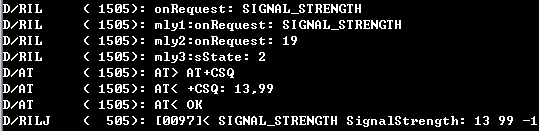 D/RIL     ( 1505): onRequest: SIGNAL_STRENGTH
D/RIL     ( 1505): mly1:onRequest: SIGNAL_STRENGTH
D/RIL     ( 1505): mly2:onRequest: 19
D/RIL     ( 1505): mly3:sState: 2
D/AT      ( 1505): AT> AT+CSQ
D/AT      ( 1505): AT< +CSQ: 13,99
D/AT      ( 1505): AT< OK
D/RILJ    (  505): [0097]< SIGNAL_STRENGTH SignalStrength: 13 99 -1